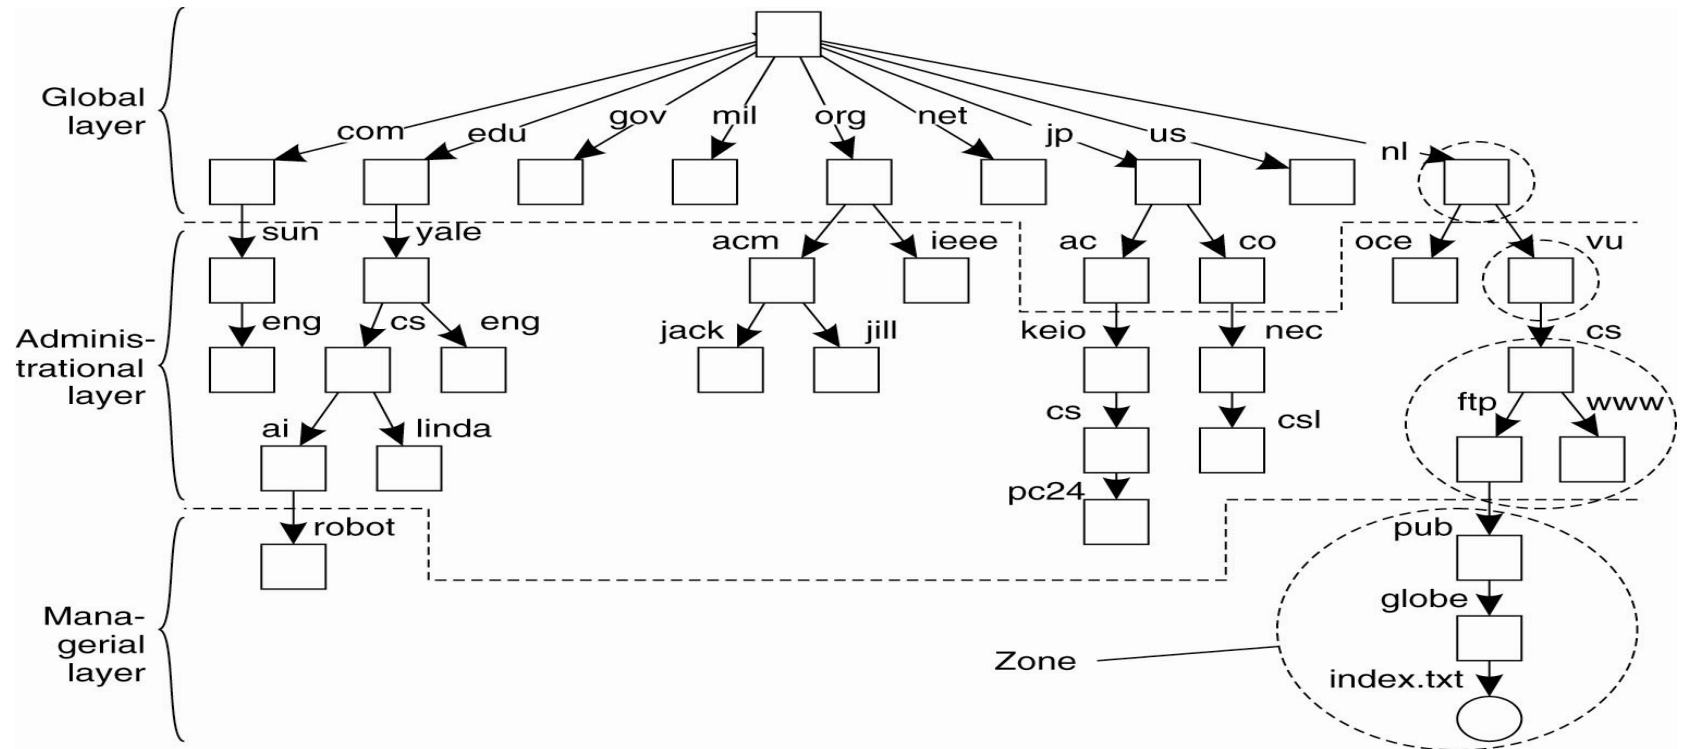 Global
layer
com
edu
gov
mil
org
net
jp
us
nl
Adminis-
trational
layer
sun
yale
acm
ieee
ac
co
oce
vu
eng
cs
eng
jack
jill
keio
nec
cs
ai
linda
cs
csl
ftp
www
pc24
Mana-
gerial
layer
robot
pub
globe
Zone
index.txt